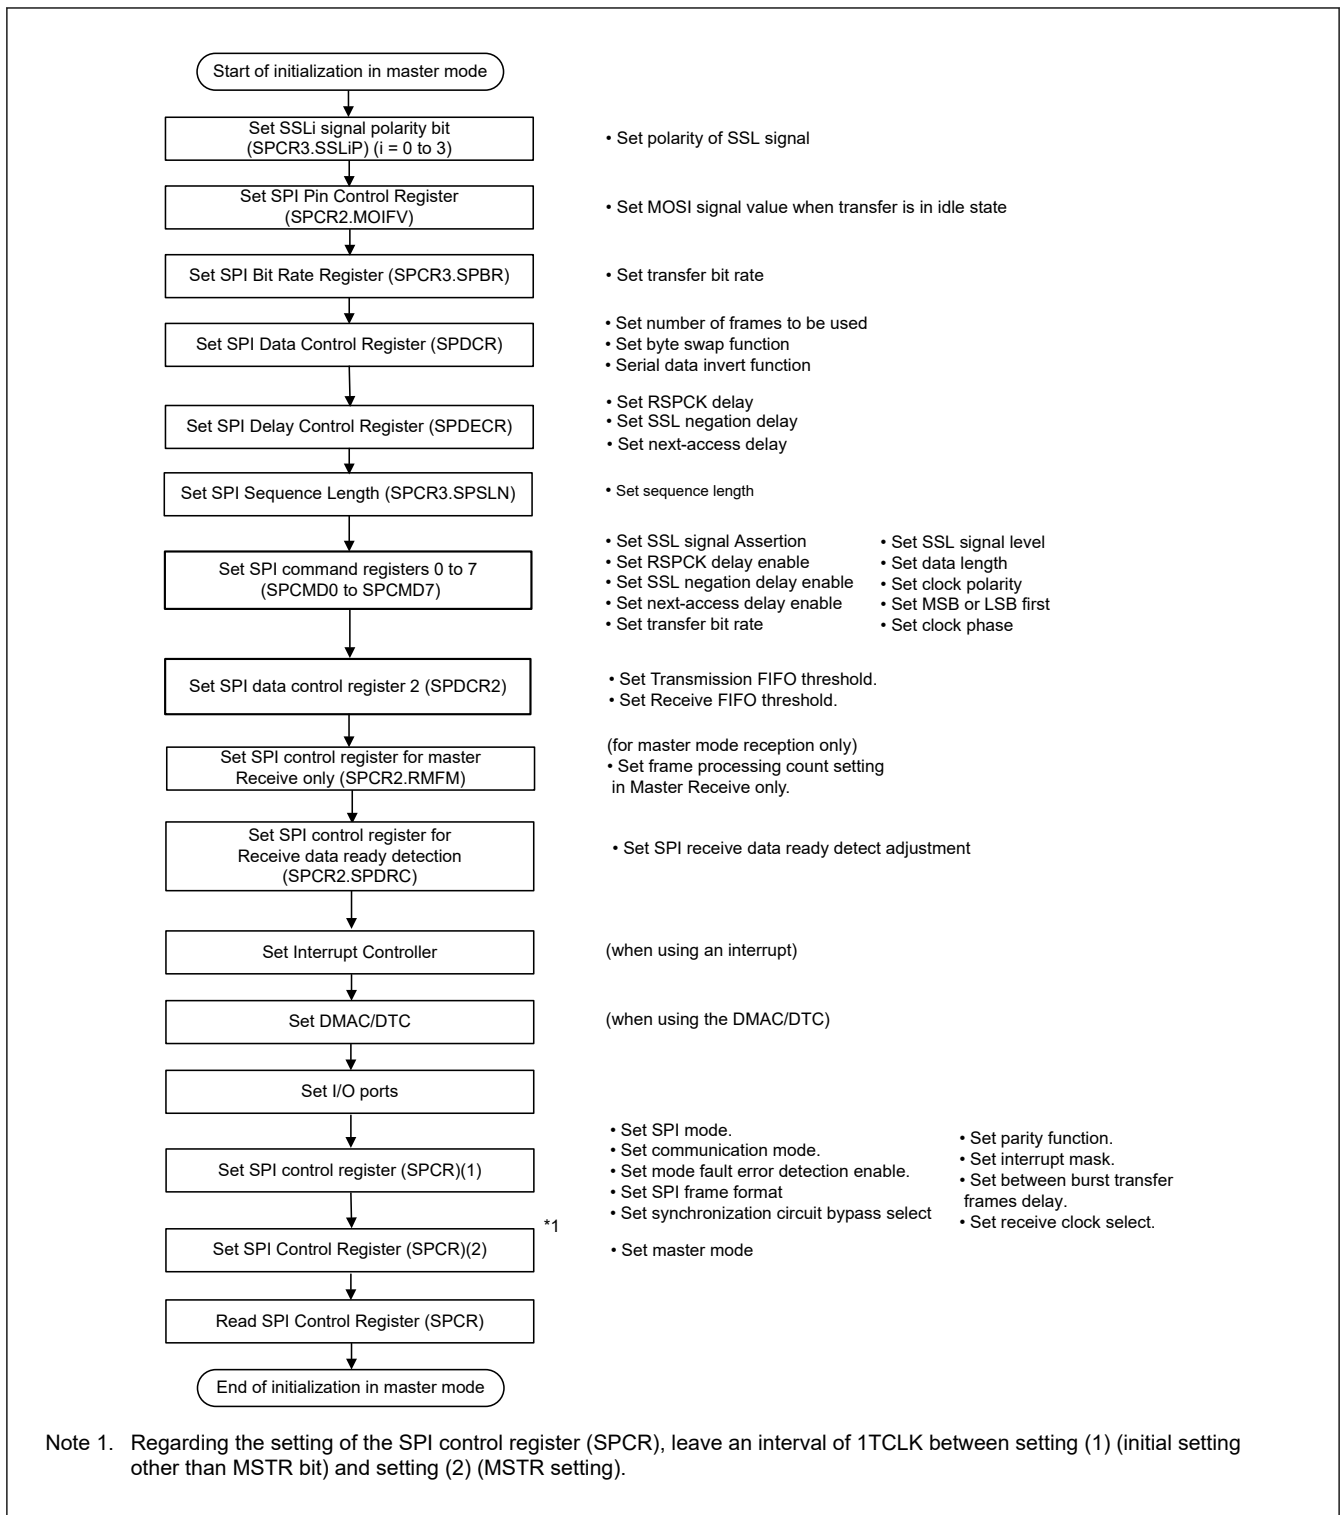 Start of initialization in master mode
Set SSLi signal polarity bit
(SPCR3.SSLiP) (i = 0 to 3)
• Set polarity of SSL signal
Set SPI Pin Control Register
(SPCR2.MOIFV)
• Set MOSI signal value when transfer is in idle state
Set SPI Bit Rate Register (SPCR3.SPBR)
• Set transfer bit rate
Set SPI Data Control Register (SPDCR)
• Set number of frames to be used
• Set byte swap function
• Serial data invert function
Set SPI Delay Control Register (SPDECR)
• Set RSPCK delay
• Set SSL negation delay
• Set next-access delay
Set SPI Sequence Length (SPCR3.SPSLN)
• Set sequence length
Set SPI command registers 0 to 7
(SPCMD0 to SPCMD7)
• Set SSL signal Assertion
• Set RSPCK delay enable
• Set SSL negation delay enable
• Set next-access delay enable
• Set transfer bit rate
• Set SSL signal level
• Set data length
• Set clock polarity
• Set MSB or LSB first
• Set clock phase
Set SPI data control register 2 (SPDCR2)
• Set Transmission FIFO threshold.
• Set Receive FIFO threshold.
Set SPI control register for master
Receive only (SPCR2.RMFM)
(for master mode reception only)
• Set frame processing count setting
in Master Receive only.
Set SPI control register for
Receive data ready detection
(SPCR2.SPDRC)
• Set SPI receive data ready detect adjustment
Set Interrupt Controller
(when using an interrupt)
Set DMAC/DTC
(when using the DMAC/DTC)
Set I/O ports
Set SPI control register (SPCR)(1)
• Set SPI mode.
• Set communication mode.
• Set mode fault error detection enable.
• Set SPI frame format
• Set synchronization circuit bypass select
• Set parity function.
• Set interrupt mask.
• Set between burst transfer
frames delay.
• Set receive clock select.
*1
Set SPI Control Register (SPCR)(2)
• Set master mode
Read SPI Control Register (SPCR)
End of initialization in master mode
Note 1. Regarding the setting of the SPI control register (SPCR), leave an interval of 1TCLK between setting (1) (initial setting
other than MSTR bit) and setting (2) (MSTR setting).